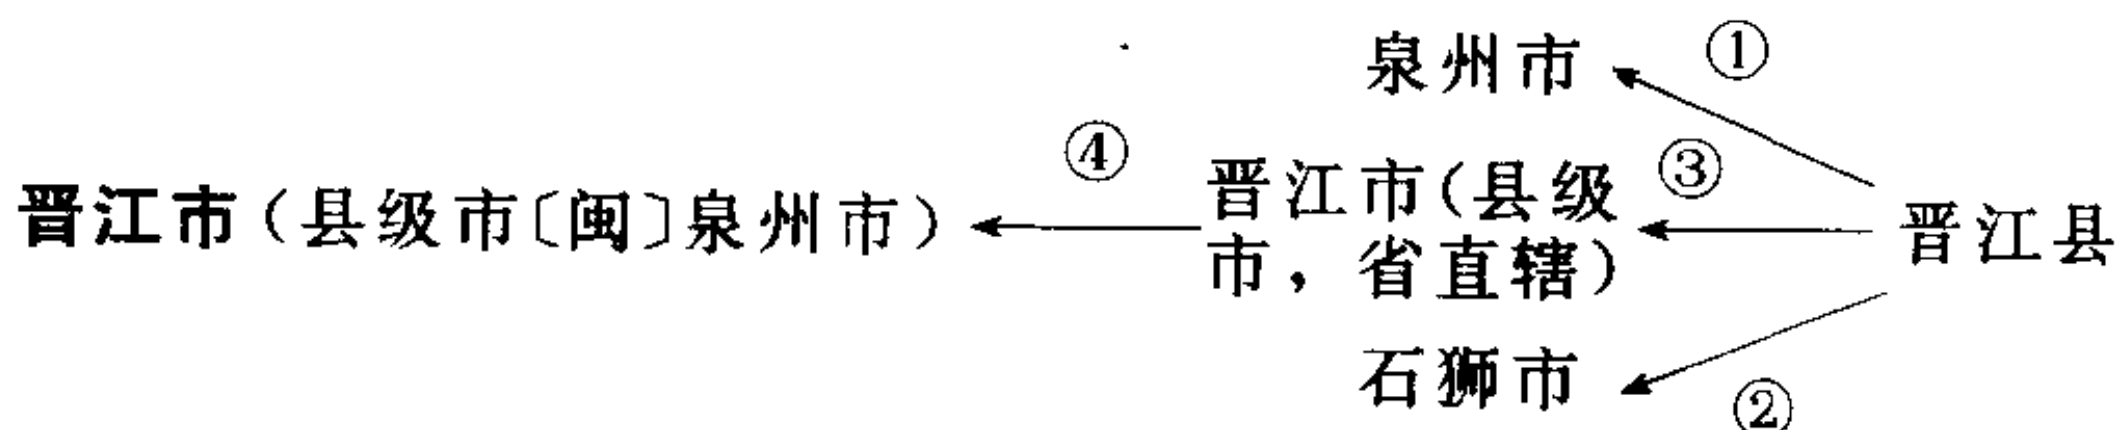 泉州市 ①
④
晋江市(县级 ③
晋江市(县级市〔闽〕泉州市)
晋江县
市,省直辖)
石狮市
②